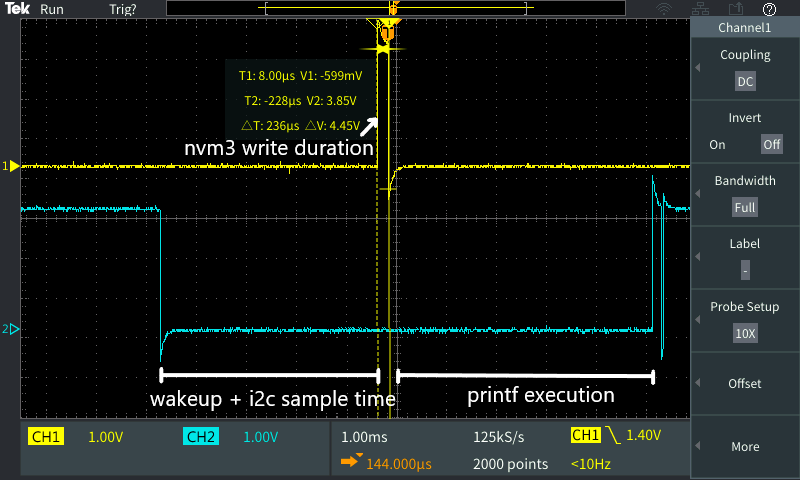 Tek Run Trig? T ?
Channel1
Coupling
DC
Invert
On Off
Bandwidth
Full
Label
-
Probe Setup
10X
Offset
More
1
T
T1: 8.00μs V1: -599mV
T2: -228μs V2: 3.85V
△T: 236μs △V: 4.45V
nvm3 write duration
1
2
wakeup + i2c sample time
printf execution
CH1 1.00V CH2 1.00V 1.00ms 125kS/s CH1 1.40V
144.000μs 2000 points <10Hz